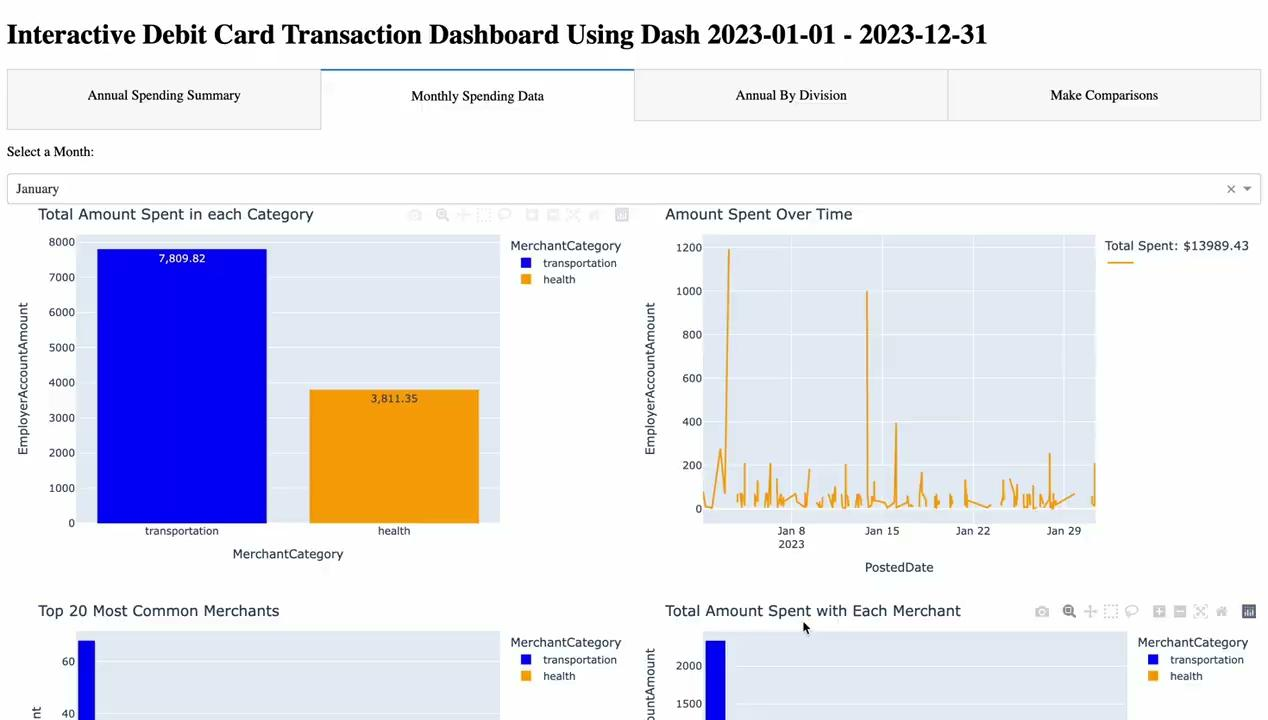 Interactive Debit Card Transaction Dashboard Using Dash 2023-01-01 - 2023-12-31
Annual Spending Summary
Monthly Spending Data
Annual By Division
Make Comparisons
Select a Month:
January
Total Amount Spent in each Category
8000
7000
6000
5000
4000
3000
2000
1000
0
EmployerAccountAmount
7,809.82
3,811.35
transportation
health
MerchantCategory
MerchantCategory
transportation
health
Amount Spent Over Time
1200
1000
800
600
400
200
0
EmployerAccountAmount
Jan 8
2023
Jan 15
Jan 22
Jan 29
PostedDate
Total Spent: $13989.43
Top 20 Most Common Merchants
60
40
nt
MerchantCategory
transportation
health
Total Amount Spent with Each Merchant
2000
1500
ountAmount
MerchantCategory
transportation
health